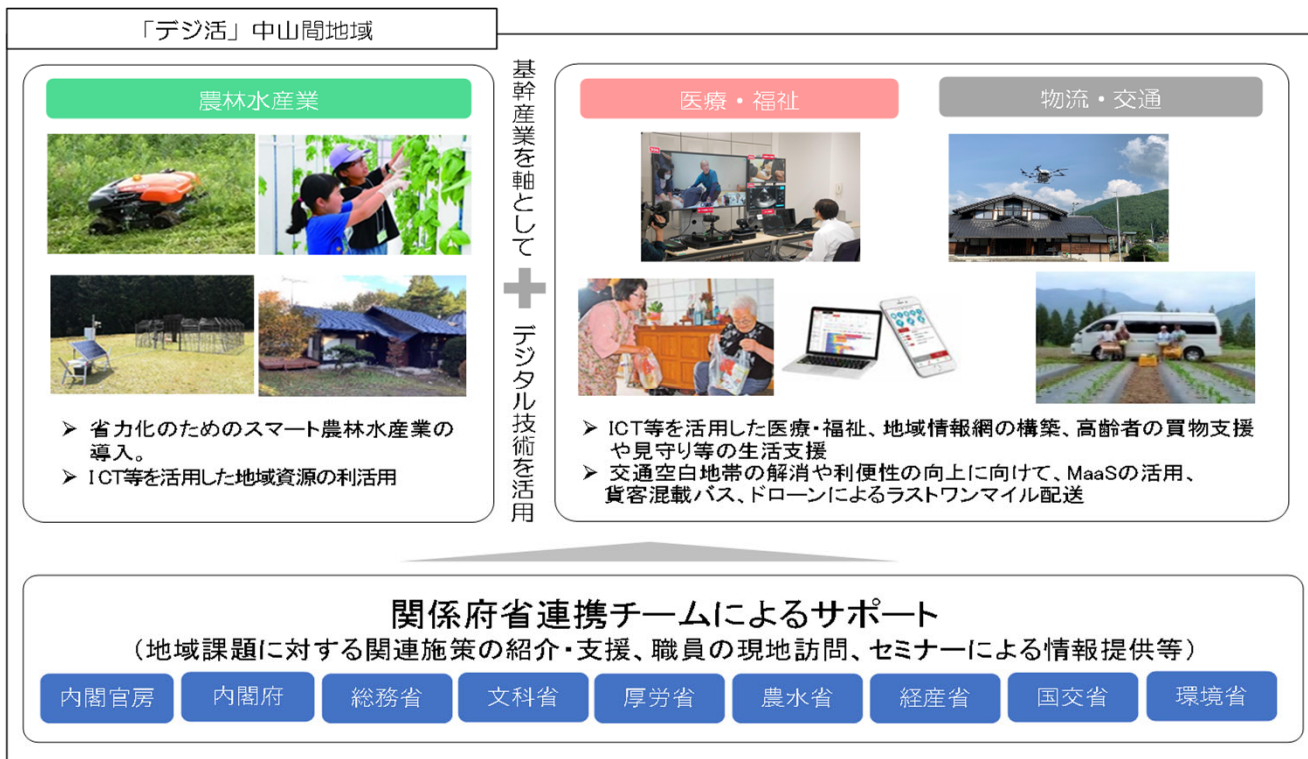 「デジ活」中山間地域
農林水産業
➢ 省力化のためのスマート農林水産業の
導入。
➢ ICT等を活用した地域資源の利活用
基幹産業を軸として
+
デジタル技術を活用
医療・福祉
物流・交通
➢ ICT等を活用した医療・福祉、地域情報網の構築、高齢者の買物支援
や見守り等の生活支援
➢ 交通空白地帯の解消や利便性の向上に向けて、MaaSの活用、
貨客混載バス、ドローンによるラストワンマイル配送
関係府省連携チームによるサポート
(地域課題に対する関連施策の紹介・支援、職員の現地訪問、セミナーによる情報提供等)
内閣官房
内閣府
総務省
文科省
厚労省
農水省
経産省
国交省
環境省